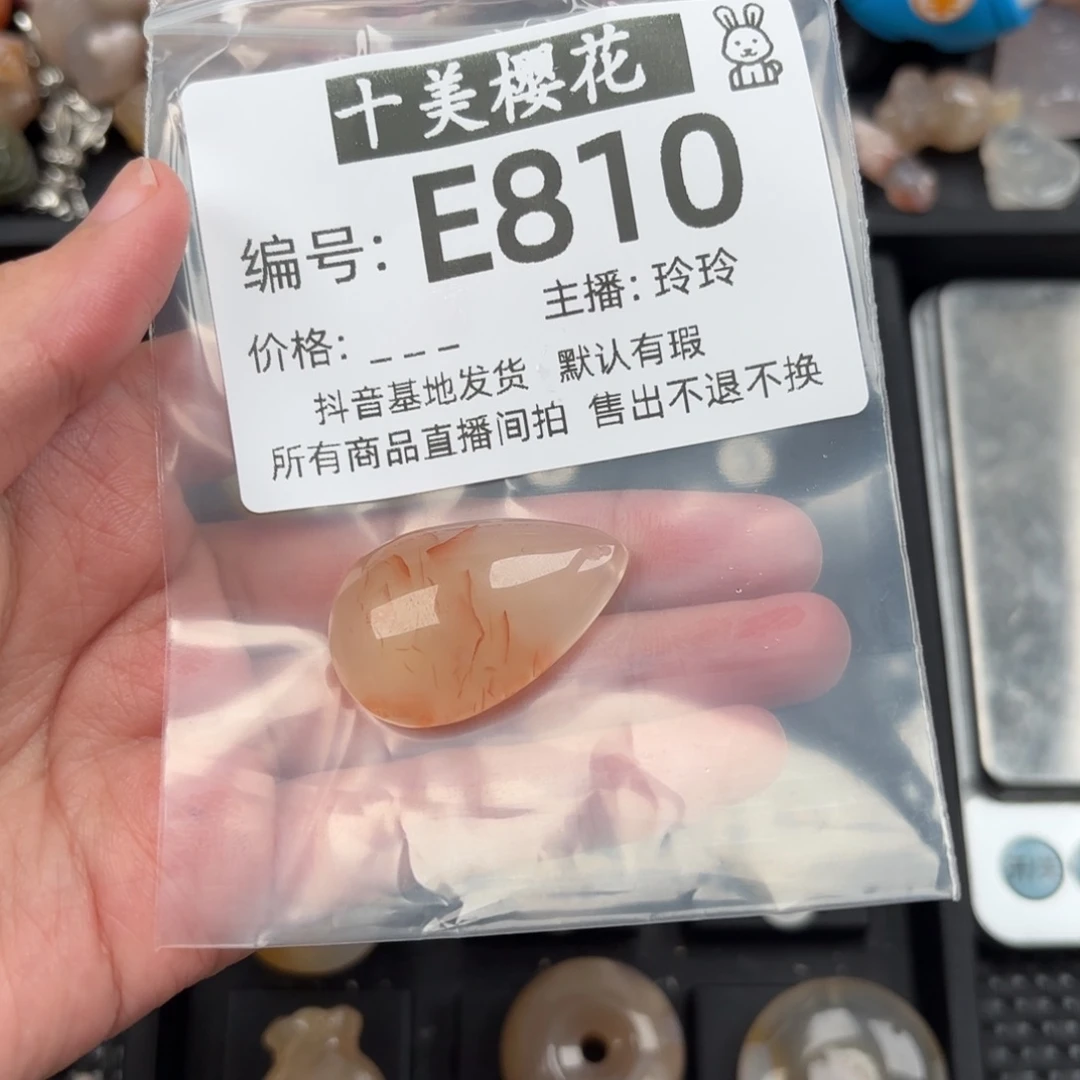 十美樱花
编号: E810
价格: _ _ _ 主播: 玲玲
抖音基地发货 默认有瑕
所有商品直播间拍 售出不退不换